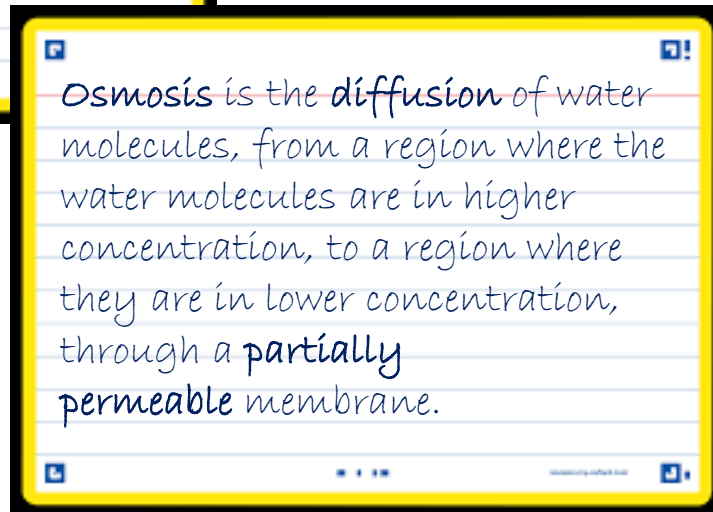 Osmosis is the diffusion of water
molecules, from a region where the
water molecules are in higher
concentration, to a region where
they are in lower concentration,
through a partially
permeable membrane.